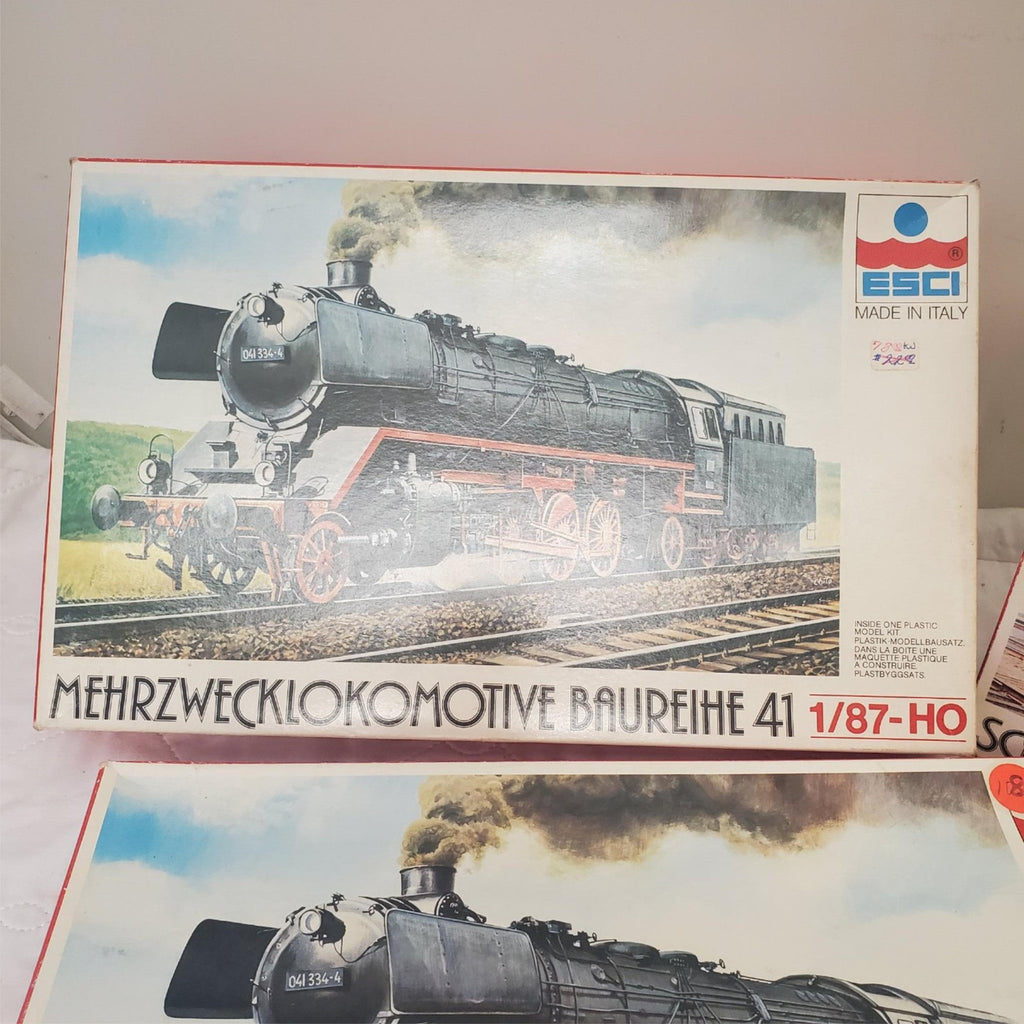 ESCI
®
MADE IN ITALY
041 334-4
INSIDE ONE PLASTIC
MODEL KIT.
PLASTIK-MODELLBAUSATZ.
DANS LA BOITE UNE
MAQUETTE PLASTIQUE
A CONSTRUIRE.
PLASTBYGGSATS.
MEHRZWECKLOKOMOTIVE BAUREIHE 41
1/87-HO
041 334-4